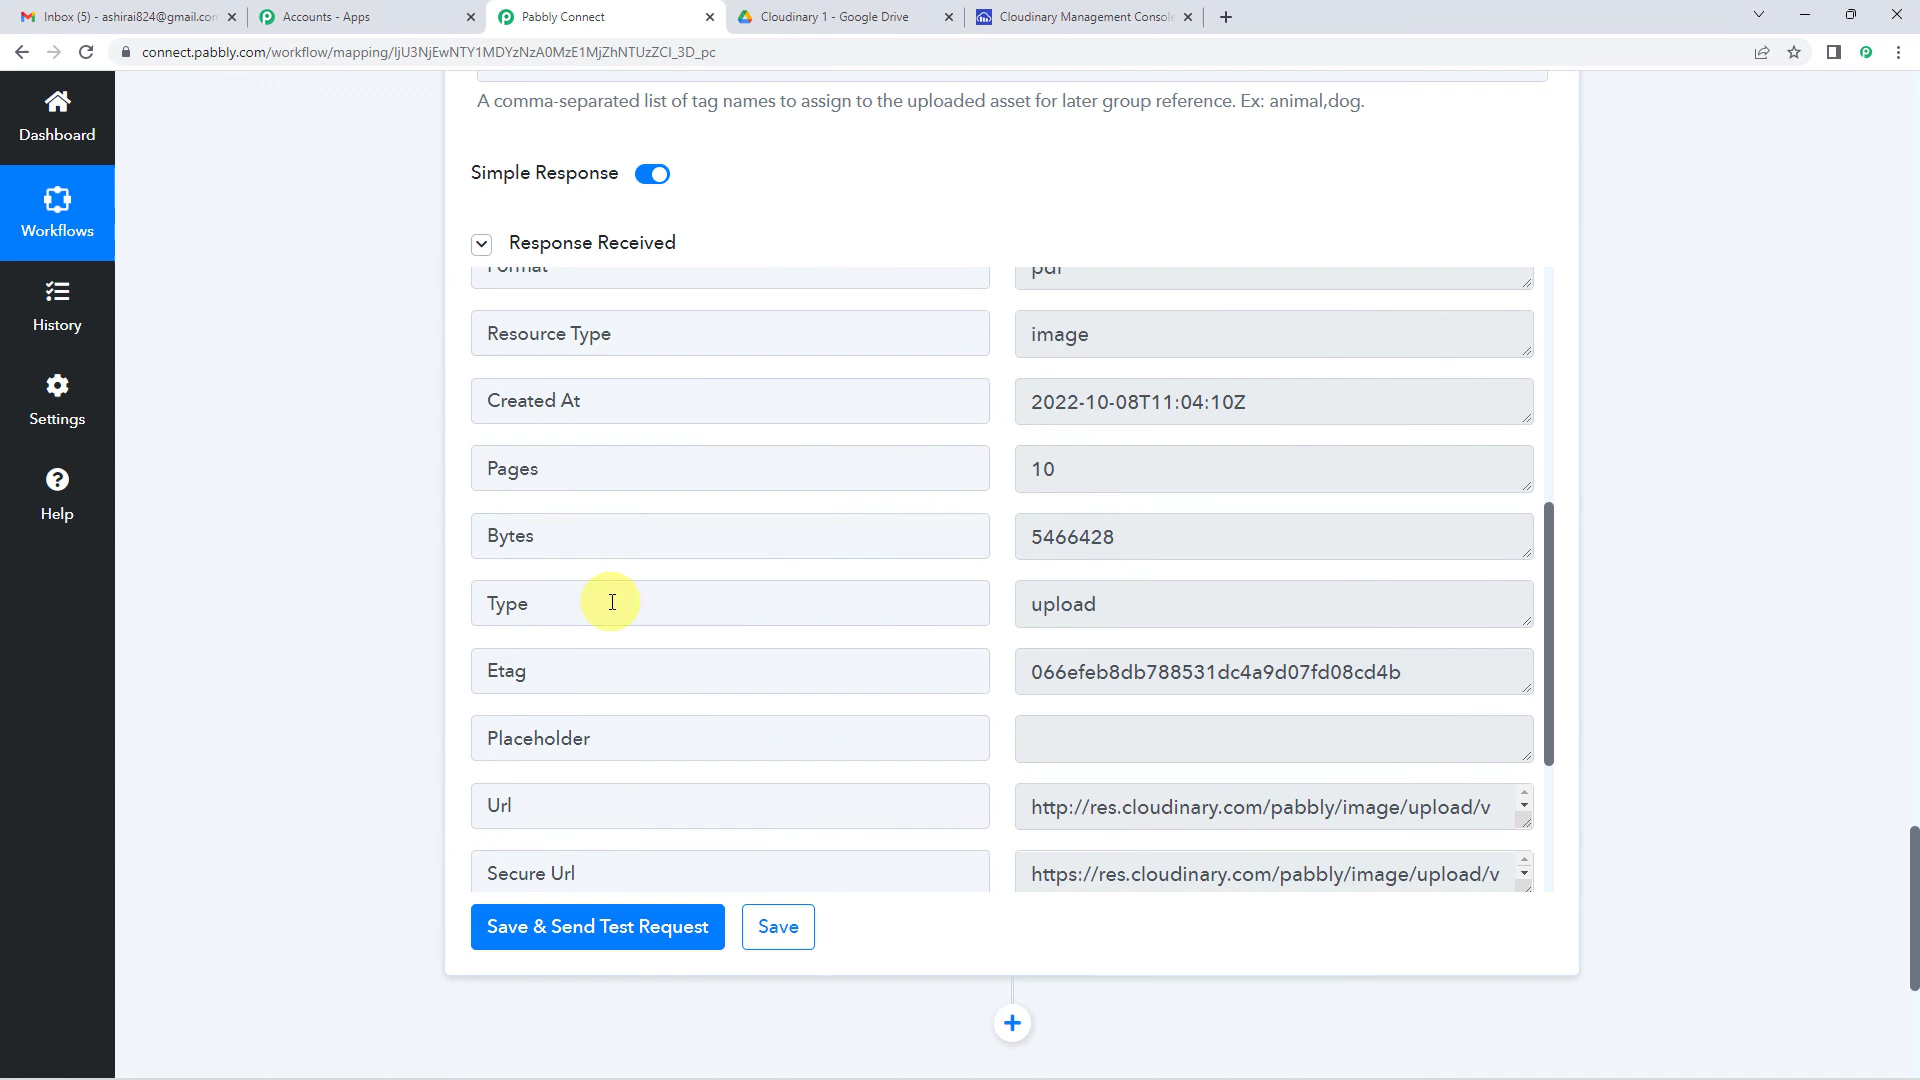 Inbox (5) - ashirai824@gmail.con
Accounts - Apps
Pabbly Connect
Cloudinary 1 - Google Drive
Cloudinary Management Console
connect.pabbly.com/workflow/mapping/IjU3NjEwNTY1MDYzNzA0MzE1MjZhNTUzZCI_3D_pc
Dashboard
Workflows
History
Settings
Help
A comma-separated list of tag names to assign to the uploaded asset for later group reference. Ex: animal,dog.
Simple Response
Response Received
Format pdf
Resource Type image
Created At 2022-10-08T11:04:10Z
Pages 10
Bytes 5466428
Type upload
Etag 066efeb8db788531dc4a9d07fd08cd4b
Placeholder
Url http://res.cloudinary.com/pabbly/image/upload/v
Secure Url https://res.cloudinary.com/pabbly/image/upload/v
Save & Send Test Request Save